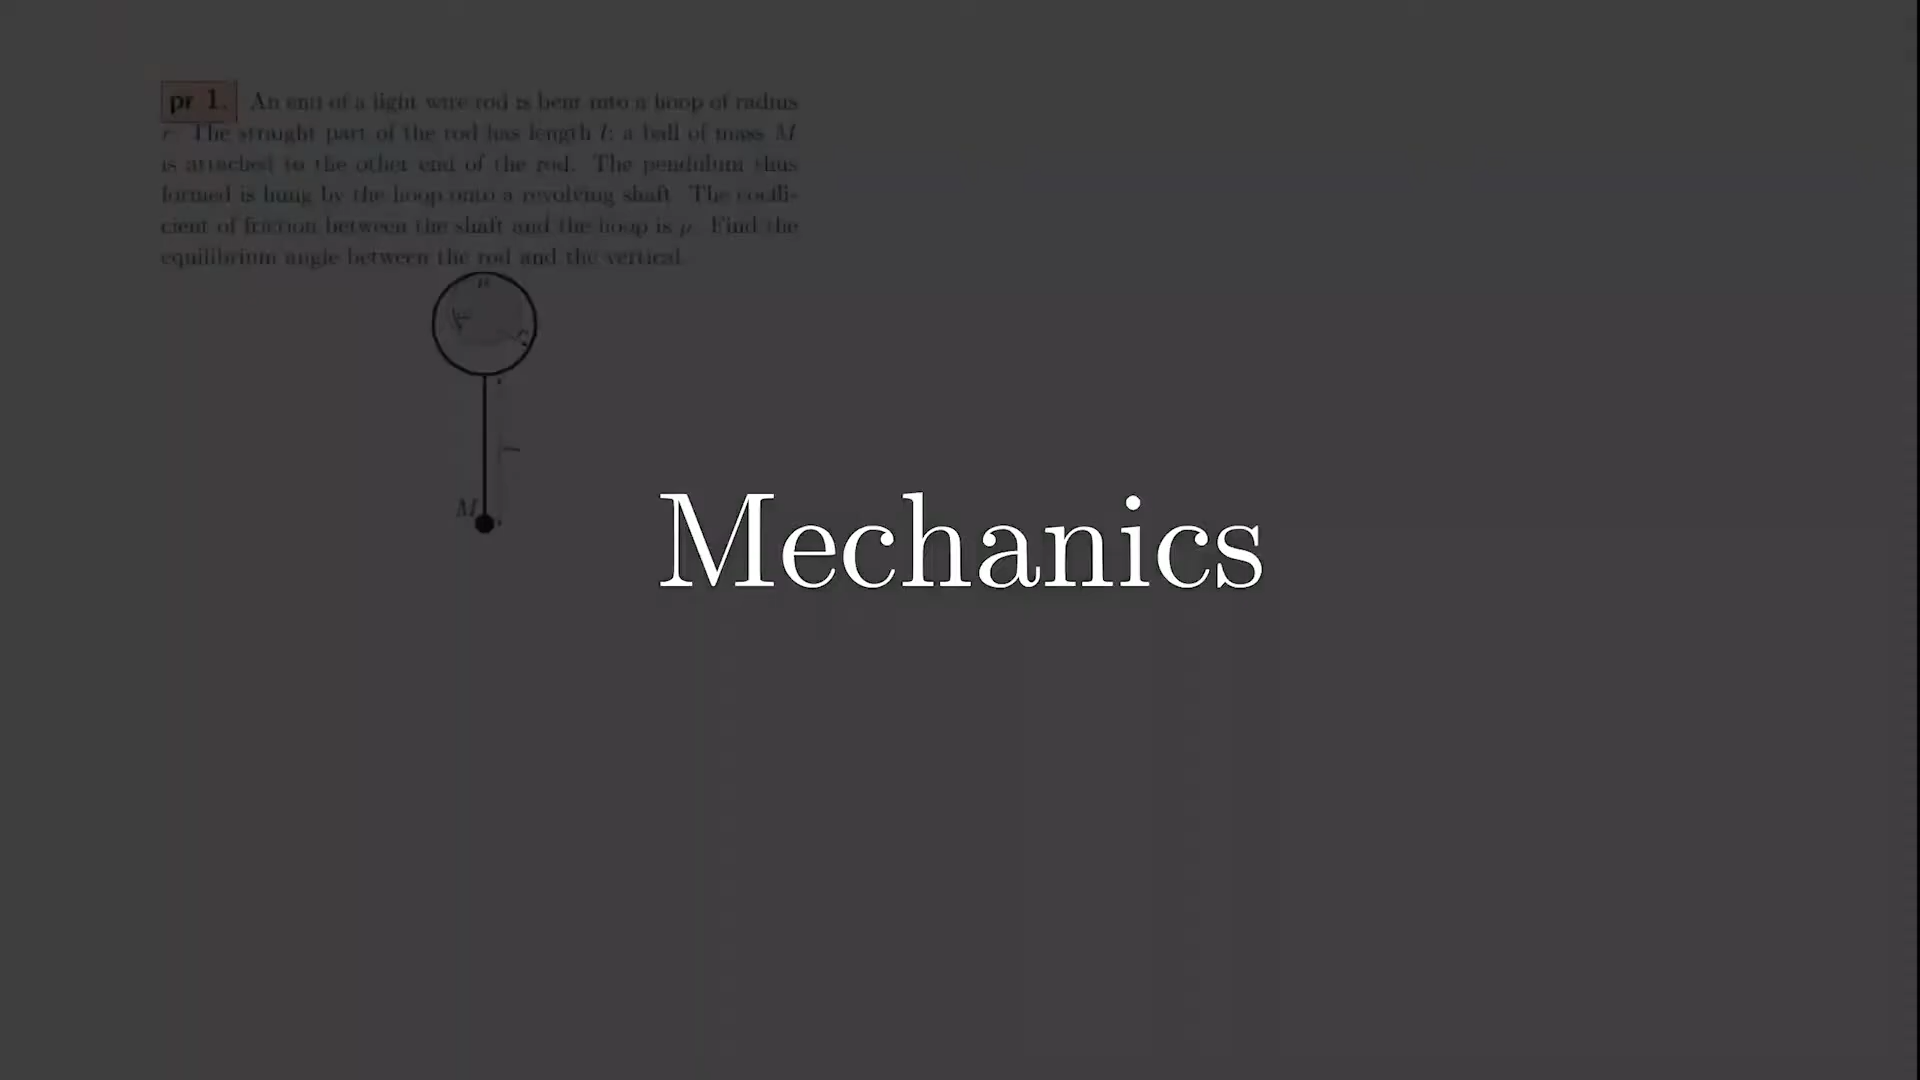 pr 1. An end of a light wire rod is bent into a hoop of radius
r. The straight part of the rod has length l; a ball of mass M
is attached to the other end of the rod. The pendulum thus
formed is hung by the hoop onto a revolving shaft. The coeffi-
cient of friction between the shaft and the hoop is μ. Find the
equilibrium angle between the rod and the vertical.
μ
r
l
M
Mechanics